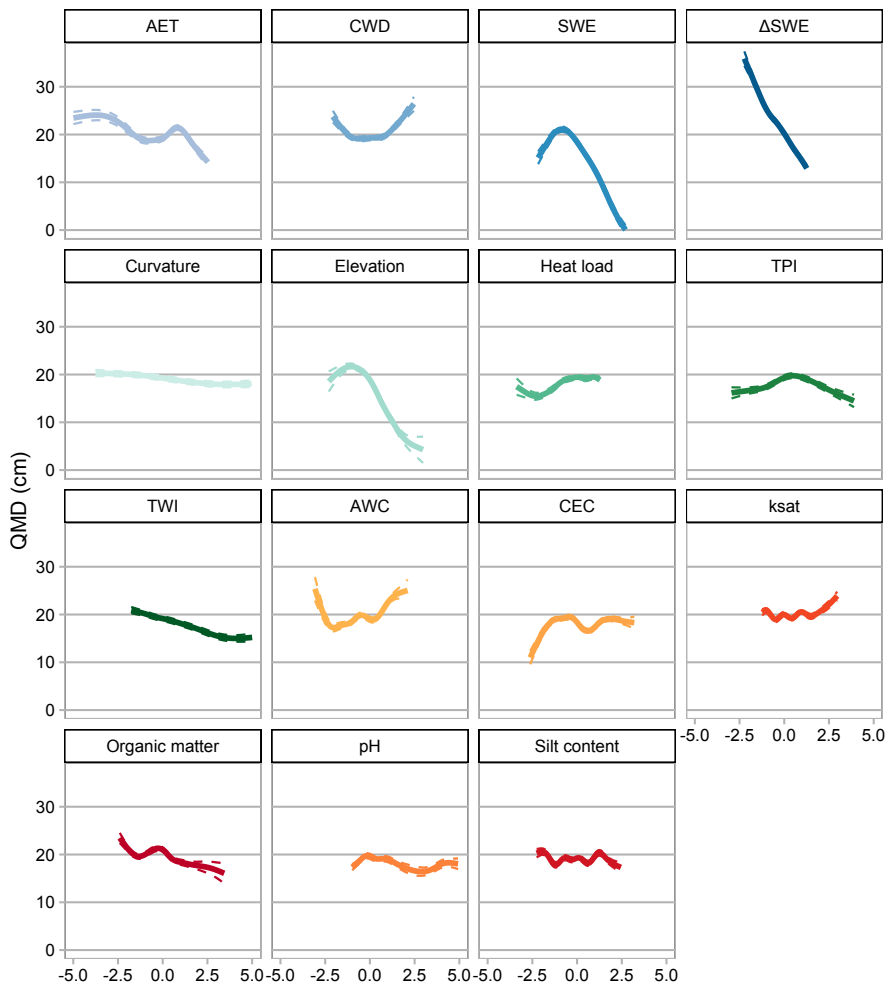 AET CWD SWE ΔSWE
30
20
10
0
Curvature Elevation Heat load TPI
30
20
10
0
QMD (cm)
TWI AWC CEC ksat
30
20
10
0
-5.0 -2.5 0.0 2.5 5.0
Organic matter pH Silt content
30
20
10
0
-5.0 -2.5 0.0 2.5 5.0 -5.0 -2.5 0.0 2.5 5.0 -5.0 -2.5 0.0 2.5 5.0